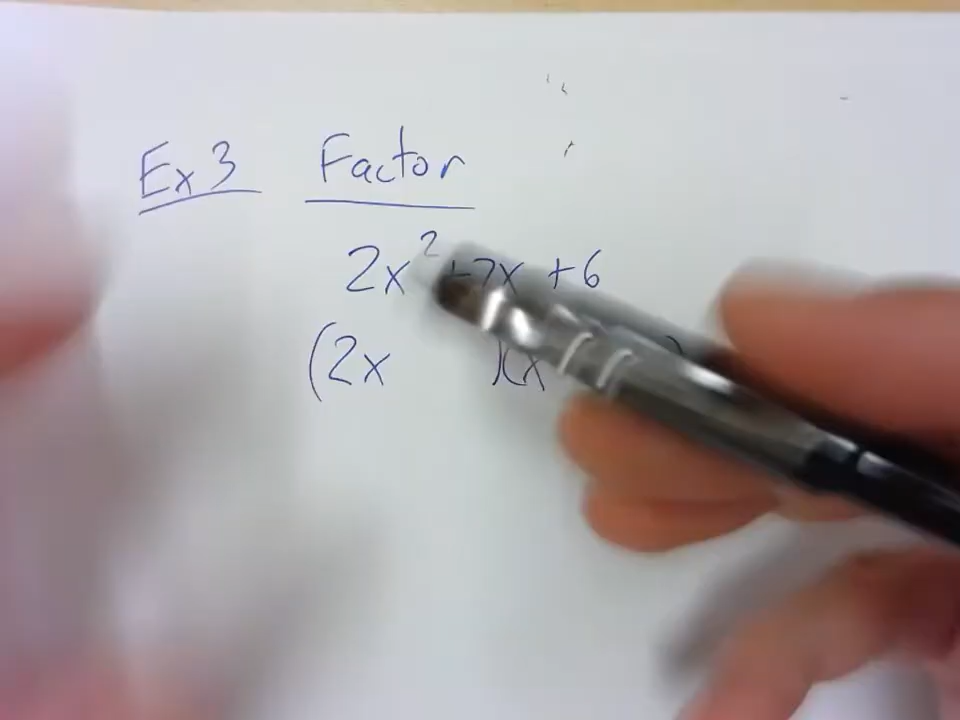 Ex 3 Factor
2x² +7x +6
(2x )(x )